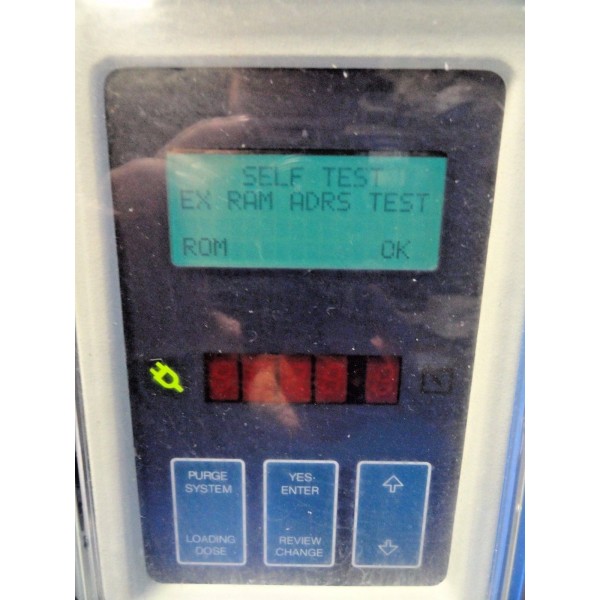 SELF TEST
EX RAM ADRS TEST
ROM OK
PURGE
SYSTEM
LOADING
DOSE
YES-
ENTER
REVIEW
CHANGE